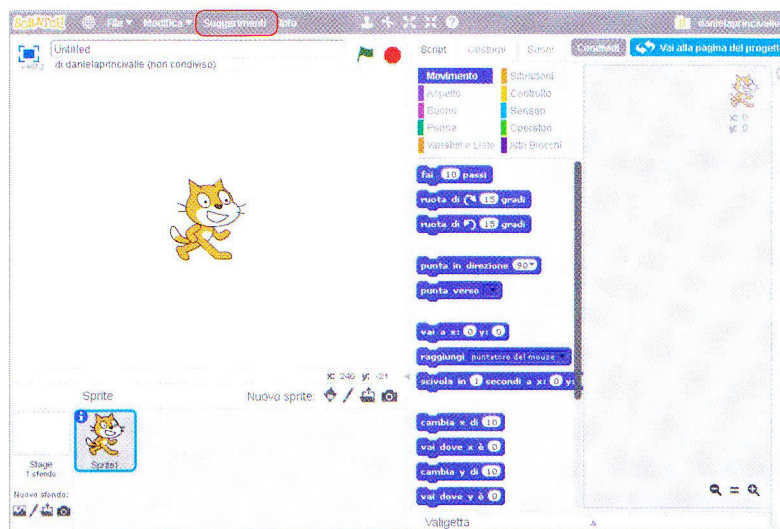 SCRATCH File Modifica Suggerimenti Info danielaprincivalle
Untitled
di danielaprincivalle (non condiviso)
Script Costumi Suoni Condividi Vai alla pagina del progetto
Movimento Situazioni
Aspetto Controllo
Suono Sensori
Penna Operatori
Variabili e Liste Altri Blocchi
x: 0
y: 0
fai 10 passi
ruota di 15 gradi
ruota di 15 gradi
punta in direzione 90
punta verso
vai a x: 0 y: 0
raggiungi puntatore del mouse
scivola in 1 secondi a x: 0 y:
cambia x di 10
vai dove x è 0
cambia y di 10
vai dove y è 0
x: 240 y: -21
Sprite Nuovo sprite:
Sprite1
Stage
1 sfondo
Nuovo sfondo:
Valigetta